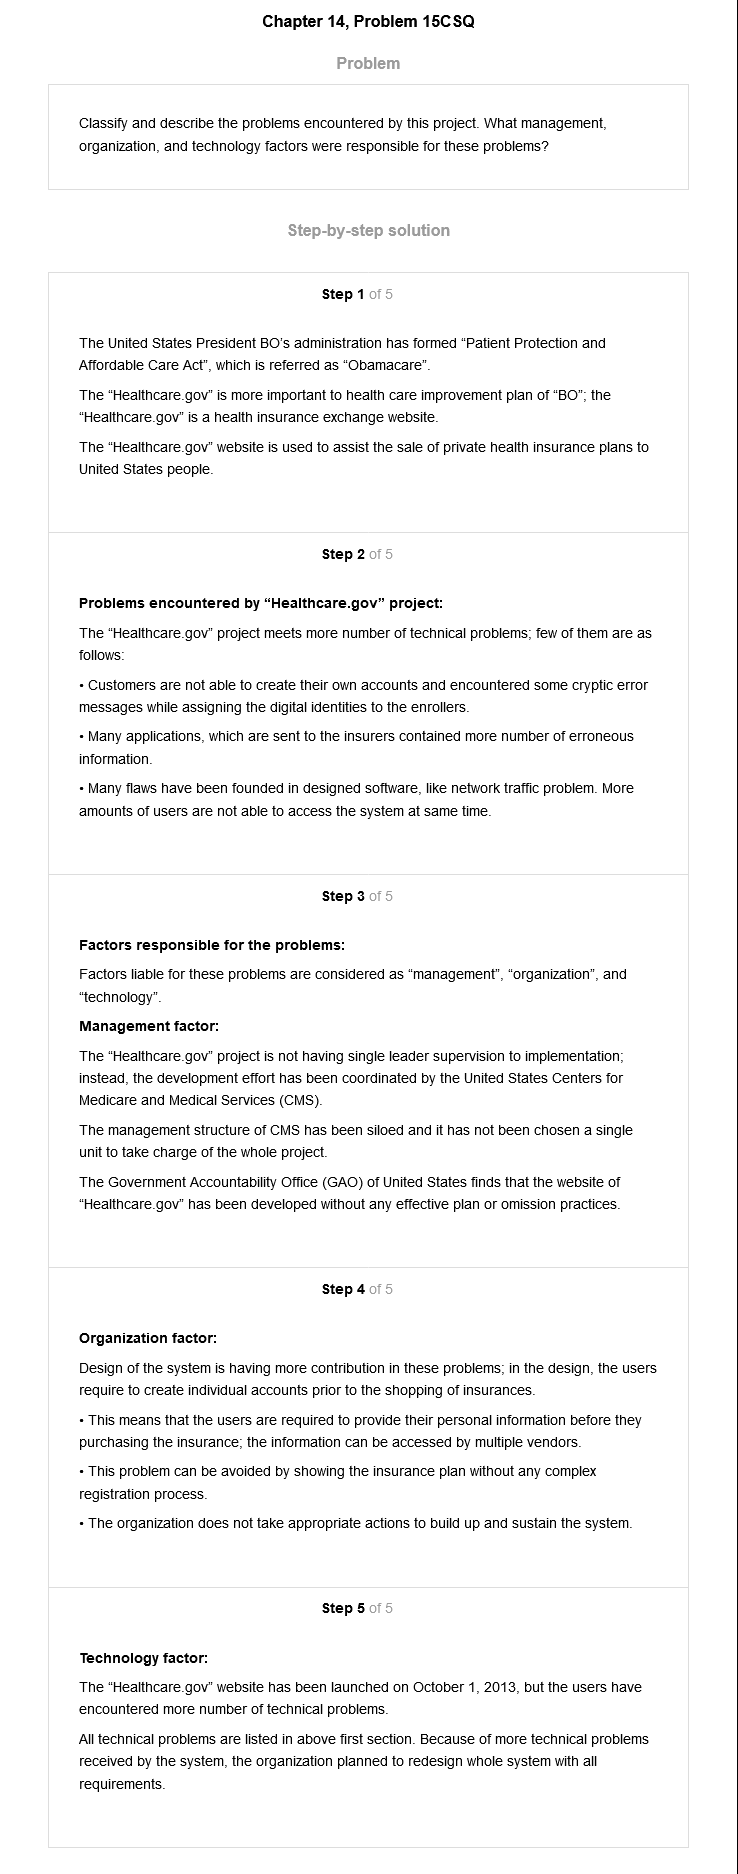 Chapter 14, Problem 15CSQ
Problem
Classify and describe the problems encountered by this project. What management,
organization, and technology factors were responsible for these problems?
Step-by-step solution
Step 1 of 5
The United States President BO’s administration has formed “Patient Protection and
Affordable Care Act”, which is referred as “Obamacare”.
The “Healthcare.gov” is more important to health care improvement plan of “BO”; the
“Healthcare.gov” is a health insurance exchange website.
The “Healthcare.gov” website is used to assist the sale of private health insurance plans to
United States people.
Step 2 of 5
Problems encountered by “Healthcare.gov” project:
The “Healthcare.gov” project meets more number of technical problems; few of them are as
follows:
• Customers are not able to create their own accounts and encountered some cryptic error
messages while assigning the digital identities to the enrollers.
• Many applications, which are sent to the insurers contained more number of erroneous
information.
• Many flaws have been founded in designed software, like network traffic problem. More
amounts of users are not able to access the system at same time.
Step 3 of 5
Factors responsible for the problems:
Factors liable for these problems are considered as “management”, “organization”, and
“technology”.
Management factor:
The “Healthcare.gov” project is not having single leader supervision to implementation;
instead, the development effort has been coordinated by the United States Centers for
Medicare and Medical Services (CMS).
The management structure of CMS has been siloed and it has not been chosen a single
unit to take charge of the whole project.
The Government Accountability Office (GAO) of United States finds that the website of
“Healthcare.gov” has been developed without any effective plan or omission practices.
Step 4 of 5
Organization factor:
Design of the system is having more contribution in these problems; in the design, the users
require to create individual accounts prior to the shopping of insurances.
• This means that the users are required to provide their personal information before they
purchasing the insurance; the information can be accessed by multiple vendors.
• This problem can be avoided by showing the insurance plan without any complex
registration process.
• The organization does not take appropriate actions to build up and sustain the system.
Step 5 of 5
Technology factor:
The “Healthcare.gov” website has been launched on October 1, 2013, but the users have
encountered more number of technical problems.
All technical problems are listed in above first section. Because of more technical problems
received by the system, the organization planned to redesign whole system with all
requirements.